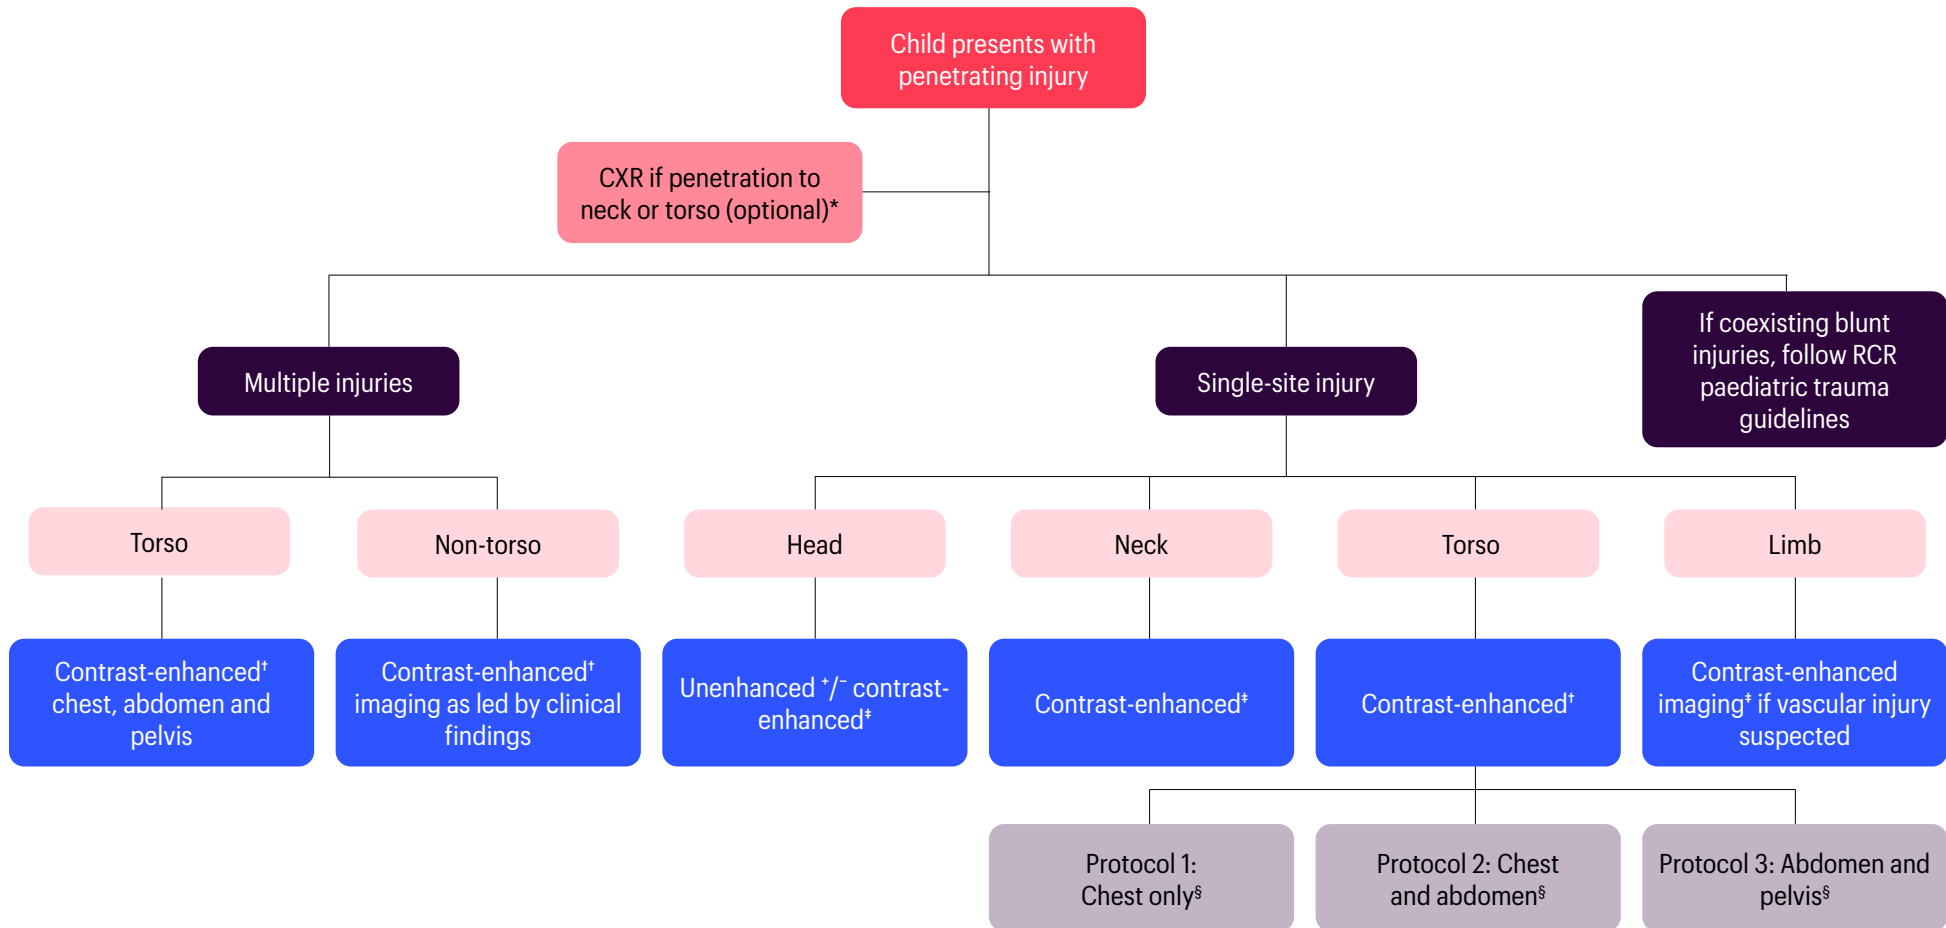 Child presents with
penetrating injury
CXR if penetration to
neck or torso (optional)*
If coexisting blunt
injuries, follow RCR
paediatric trauma
guidelines
Multiple injuries
Single-site injury
Torso
Non-torso
Head
Neck
Torso
Limb
Contrast-enhanced†
chest, abdomen and
pelvis
Contrast-enhanced†
imaging as led by clinical
findings
Unenhanced +/− contrast-
enhanced‡
Contrast-enhanced‡
Contrast-enhanced†
Contrast-enhanced
imaging‡ if vascular injury
suspected
Protocol 1:
Chest only§
Protocol 2: Chest
and abdomen§
Protocol 3: Abdomen and
pelvis§